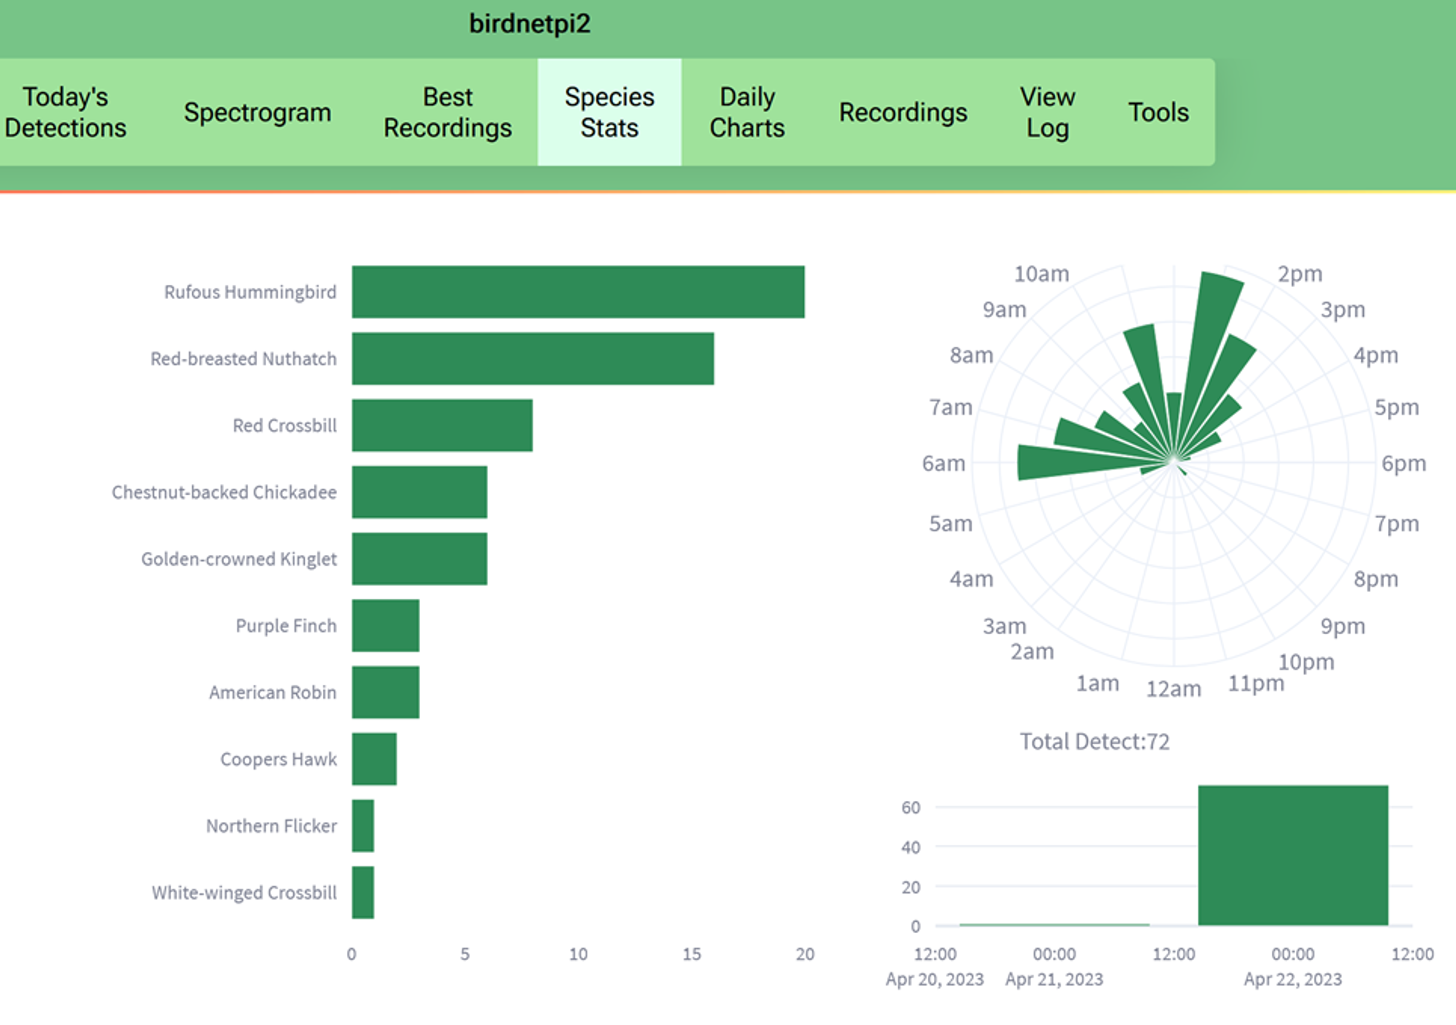 birdnetpi2
Today's
Detections
Spectrogram
Best
Recordings
Species
Stats
Daily
Charts
Recordings
View
Log
Tools
Rufous Hummingbird
Red-breasted Nuthatch
Red Crossbill
Chestnut-backed Chickadee
Golden-crowned Kinglet
Purple Finch
American Robin
Coopers Hawk
Northern Flicker
White-winged Crossbill
0 5 10 15 20
10am 2pm
9am 3pm
8am 4pm
7am 5pm
6am 6pm
5am 7pm
4am 8pm
3am 9pm
2am 10pm
1am 12am 11pm
Total Detect:72
60
40
20
0
12:00 00:00 12:00 00:00 12:00
Apr 20, 2023 Apr 21, 2023 Apr 22, 2023